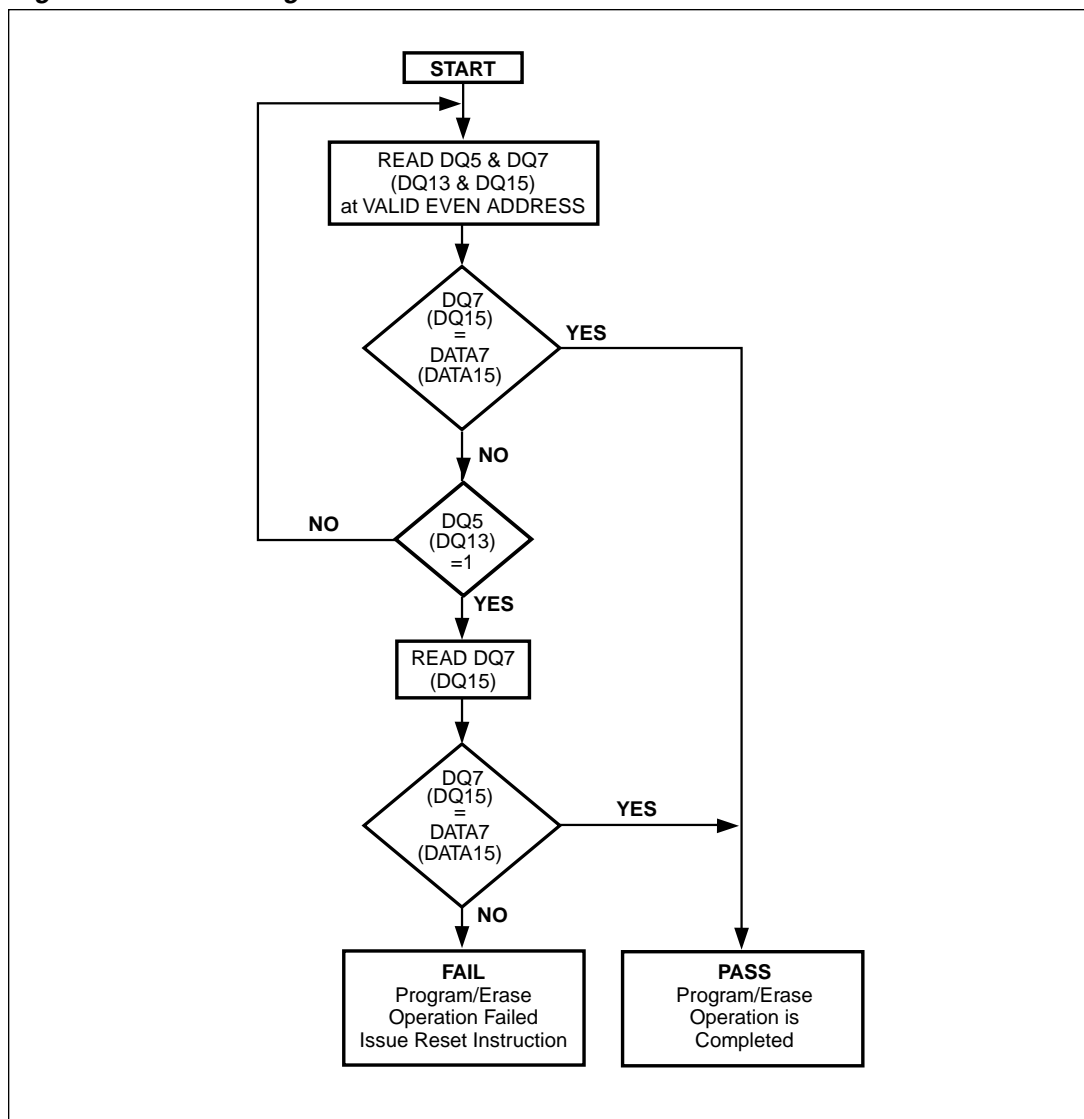 START
READ DQ5 & DQ7
(DQ13 & DQ15)
at VALID EVEN ADDRESS
DQ7
(DQ15)
=
DATA7
(DATA15)
YES
NO
DQ5
(DQ13)
=1
NO
YES
READ DQ7
(DQ15)
DQ7
(DQ15)
=
DATA7
(DATA15)
YES
NO
FAIL
Program/Erase
Operation Failed
Issue Reset Instruction
PASS
Program/Erase
Operation is
Completed